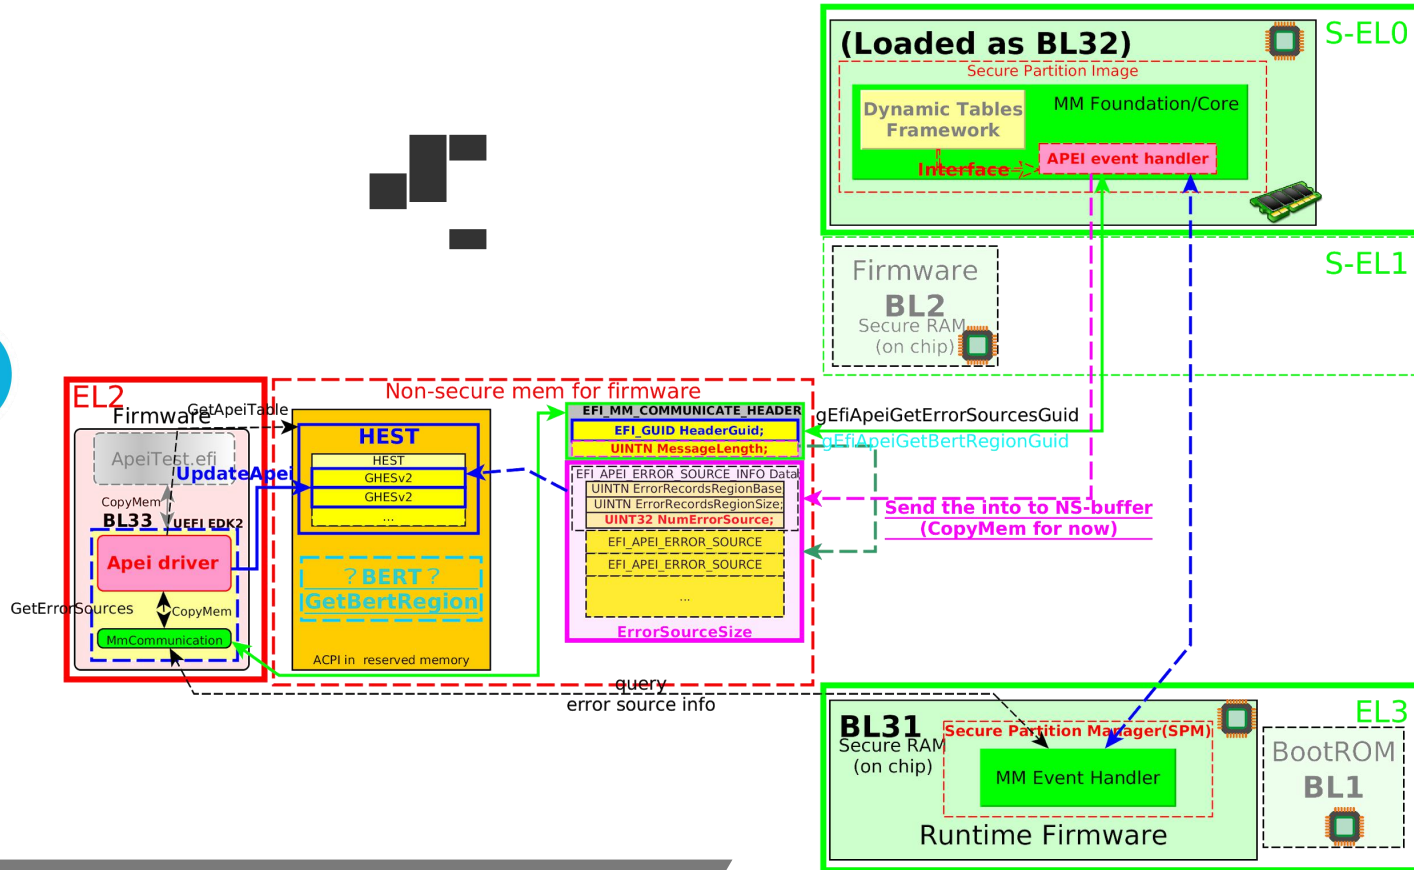 S-EL0
(Loaded as BL32)
Secure Partition Image
Dynamic Tables
Framework
MM Foundation/Core
APEI event handler
Interface
S-EL1
Firmware
BL2
Secure RAM
(on chip)
EL2
Firmware
GetApeiTable
ApeiTest.efi
UpdateApei
CopyMem
BL33
UEFI EDK2
Apei driver
GetErrorSources
CopyMem
MmCommunication
Non-secure mem for firmware
HEST
HEST
GHESv2
GHESv2
...
?BERT?
GetBertRegion
ACPI in reserved memory
EFI_MM_COMMUNICATE_HEADER
EFI_GUID HeaderGuid;
UINTN MessageLength;
EFI_APEI_ERROR_SOURCE_INFO Data
UINTN ErrorRecordsRegionBase
UINTN ErrorRecordsRegionSize;
UINT32 NumErrorSource;
EFI_APEI_ERROR_SOURCE
EFI_APEI_ERROR_SOURCE
...
ErrorSourceSize
gEfiApeiGetErrorSourcesGuid
gEfiApeiGetBertRegionGuid
Send the into to NS-buffer
(CopyMem for now)
query
error source info
EL3
BL31
Secure RAM
(on chip)
Secure Partition Manager(SPM)
MM Event Handler
Runtime Firmware
BootROM
BL1